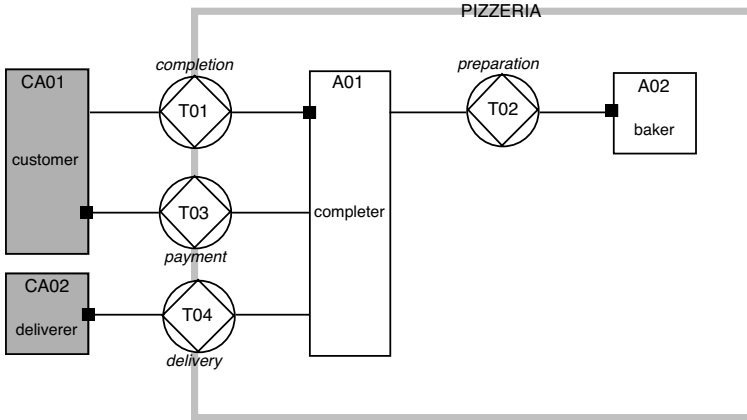 PIZZERIA
completion
preparation
CA01
A01
A02
T01
T02
baker
customer
T03
completer
payment
CA02
T04
deliverer
delivery